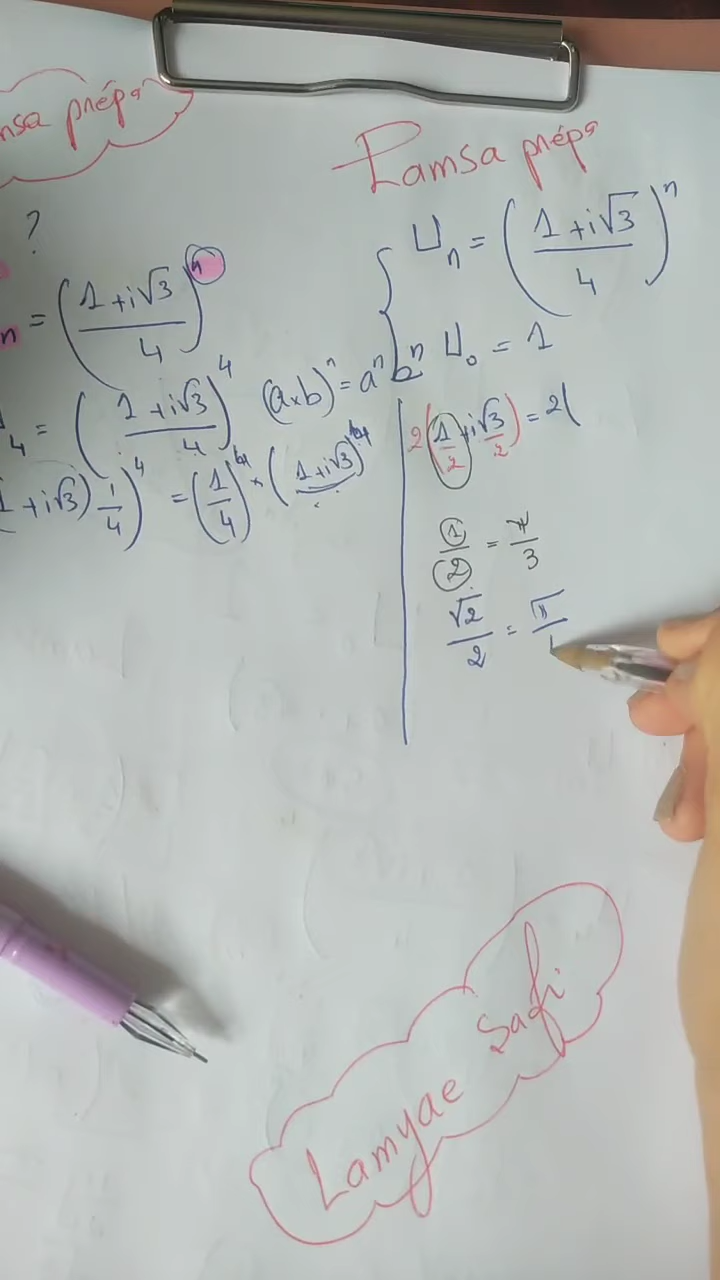 prépa
Lamsa prépa
?
n = (1+i√3/4)ⁿ
4 = (1+i√3/4)⁴ (a×b)ⁿ = aⁿ bⁿ
1+i√3) 1/4)⁴ = (1/4)⁴ × (1+i√3)⁴
Uₙ = (1+i√3/4)ⁿ
U₀ = 1
2(1/2+i√3/2) = 2(
1/2 = π/3
√2/2 = π/
Lamyae Safi